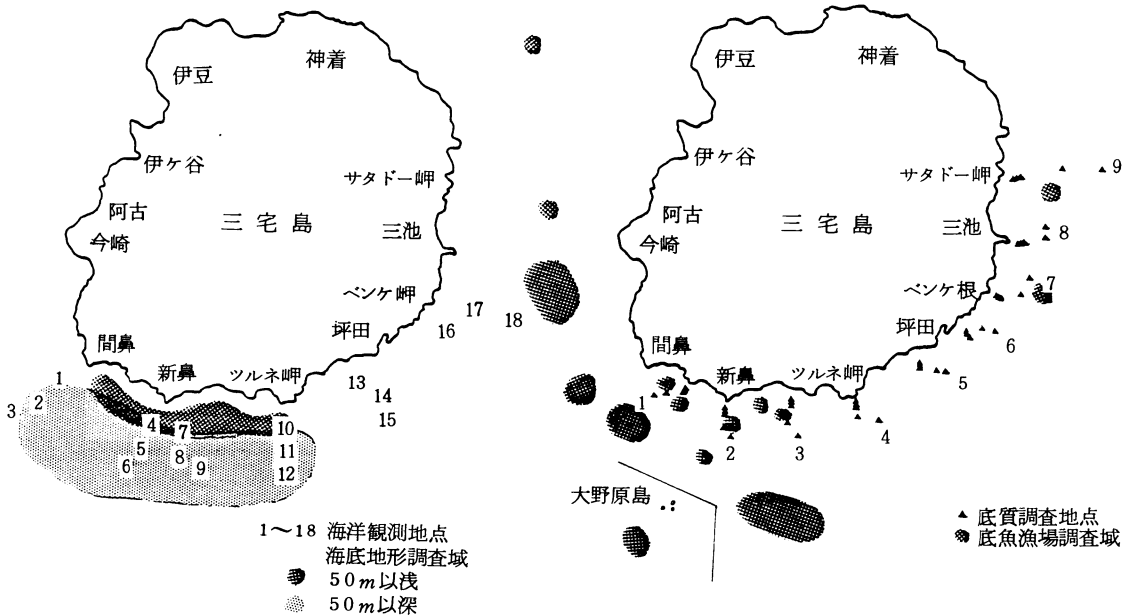 伊豆
神着
伊ケ谷
サタドー岬
阿古
三宅島
三池
今崎
ベンケ岬
17
18
16
坪田
間鼻
新鼻
ツルネ岬
13
14
15
1
2
3
4
7
10
5
8
11
6
9
12
1～18 海洋観測地点
海底地形調査域
50m以浅
50m以深
伊豆
神着
伊ケ谷
サタドー岬
9
阿古
三宅島
三池
8
今崎
ベンケ根
7
坪田
6
間鼻
新鼻
ツルネ岬
5
1
2
3
4
大野原島
底質調査地点
底魚漁場調査域